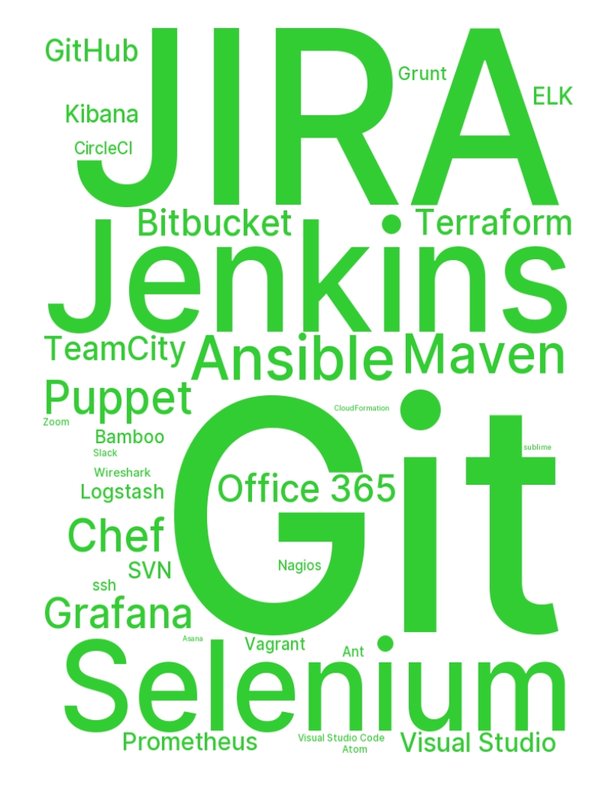 JIRA
GitHub
Grunt
ELK
Kibana
CircleCI
Bitbucket
Terraform
Jenkins
TeamCity
Ansible
Maven
Puppet
CloudFormation
Zoom
Bamboo
sublime
Slack
Git
Wireshark
Office 365
Logstash
Chef
SVN
Nagios
ssh
Grafana
Asana
Vagrant
Ant
Selenium
Prometheus
Visual Studio Code
Visual Studio
Atom